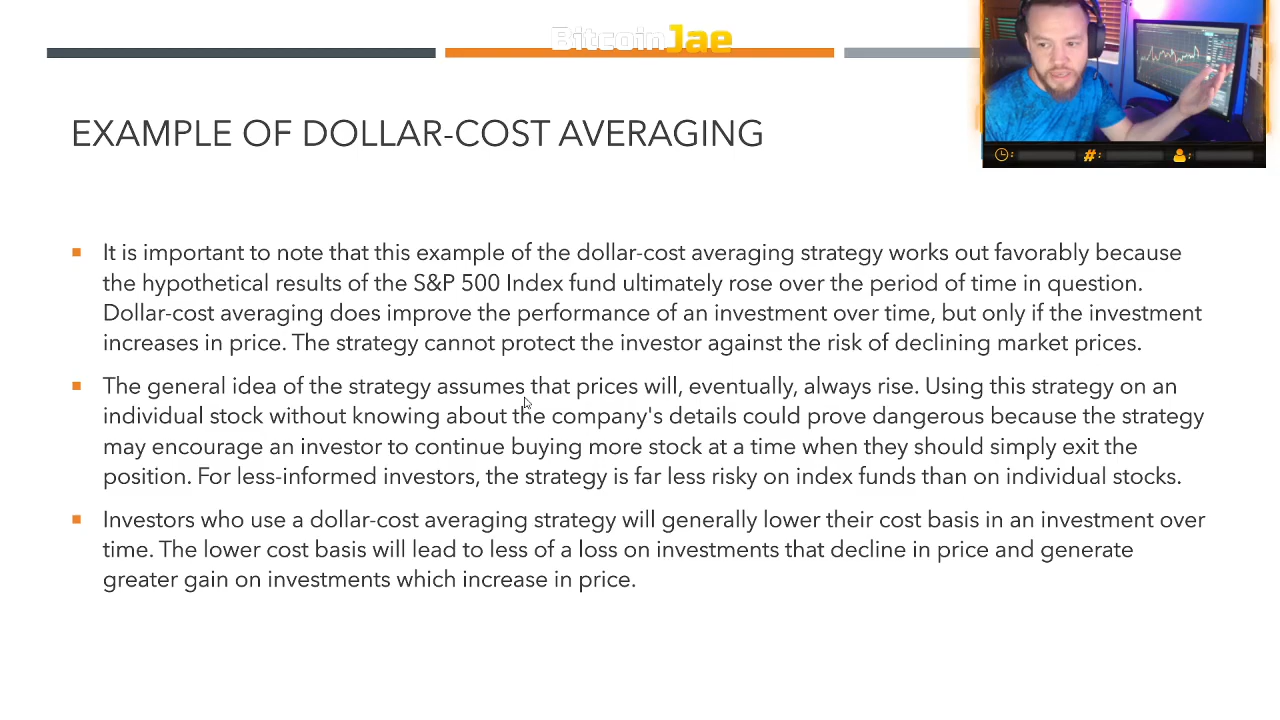 BitcoinJae
EXAMPLE OF DOLLAR-COST AVERAGING
#:
It is important to note that this example of the dollar-cost averaging strategy works out favorably because
the hypothetical results of the S&P 500 Index fund ultimately rose over the period of time in question.
Dollar-cost averaging does improve the performance of an investment over time, but only if the investment
increases in price. The strategy cannot protect the investor against the risk of declining market prices.
The general idea of the strategy assumes that prices will, eventually, always rise. Using this strategy on an
individual stock without knowing about the company's details could prove dangerous because the strategy
may encourage an investor to continue buying more stock at a time when they should simply exit the
position. For less-informed investors, the strategy is far less risky on index funds than on individual stocks.
Investors who use a dollar-cost averaging strategy will generally lower their cost basis in an investment over
time. The lower cost basis will lead to less of a loss on investments that decline in price and generate
greater gain on investments which increase in price.